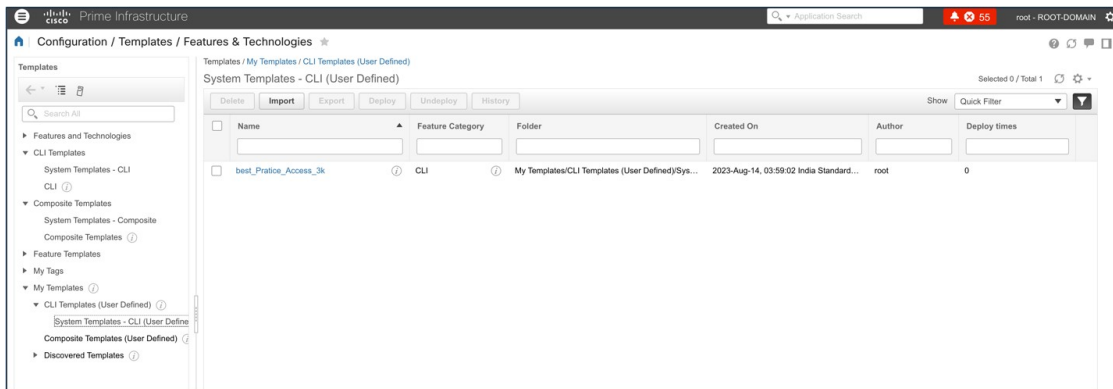 cisco Prime Infrastructure
Application Search
55
root - ROOT-DOMAIN
Configuration / Templates / Features & Technologies
Templates
Search All
Features and Technologies
CLI Templates
System Templates - CLI
CLI
Composite Templates
System Templates - Composite
Composite Templates
Feature Templates
My Tags
My Templates
CLI Templates (User Defined)
System Templates - CLI (User Define
Composite Templates (User Defined)
Discovered Templates
Templates / My Templates / CLI Templates (User Defined)
System Templates - CLI (User Defined)
Selected 0 / Total 1
Delete Import Export Deploy Undeploy History Show Quick Filter
Name Feature Category Folder Created On Author Deploy times
best_Pratice_Access_3k CLI My Templates/CLI Templates (User Defined)/Sys... 2023-Aug-14, 03:59:02 India Standard... root 0